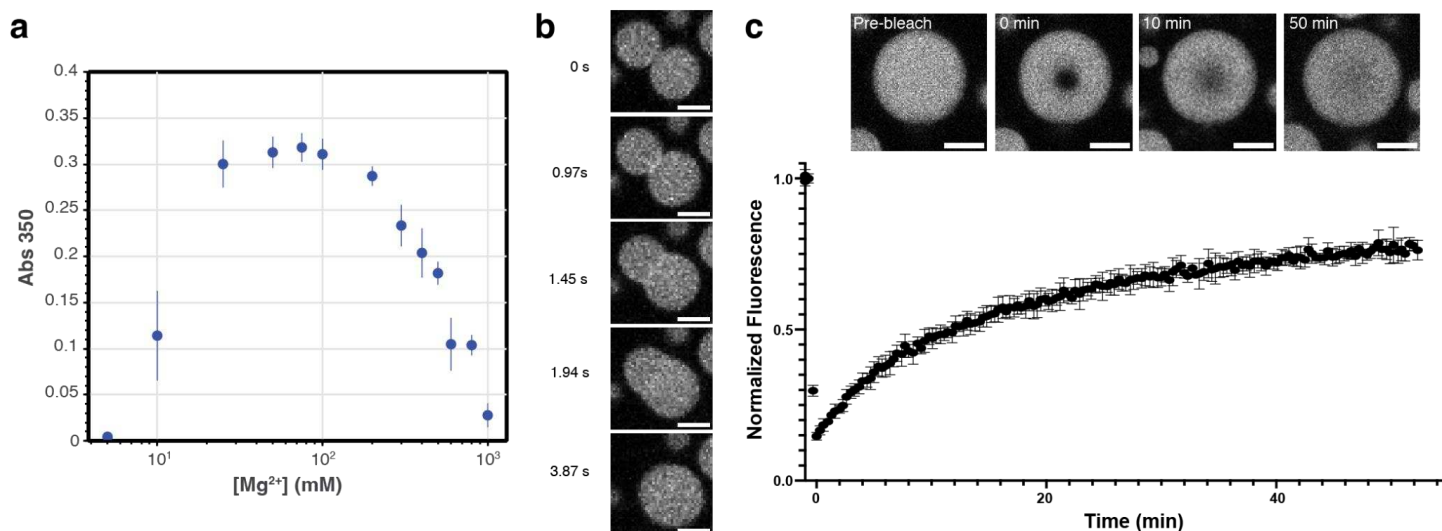 a
0.4
0.35
0.3
0.25
0.2
0.15
0.1
0.05
0
Abs 350
10¹
10²
10³
[Mg²⁺] (mM)
b
0 s
0.97s
1.45 s
1.94 s
3.87 s
c
Pre-bleach
0 min
10 min
50 min
1.0
0.5
0.0
Normalized Fluorescence
0
20
40
Time (min)